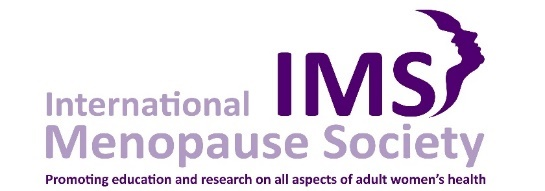 International IMS
Menopause Society
Promoting education and research on all aspects of adult women's health